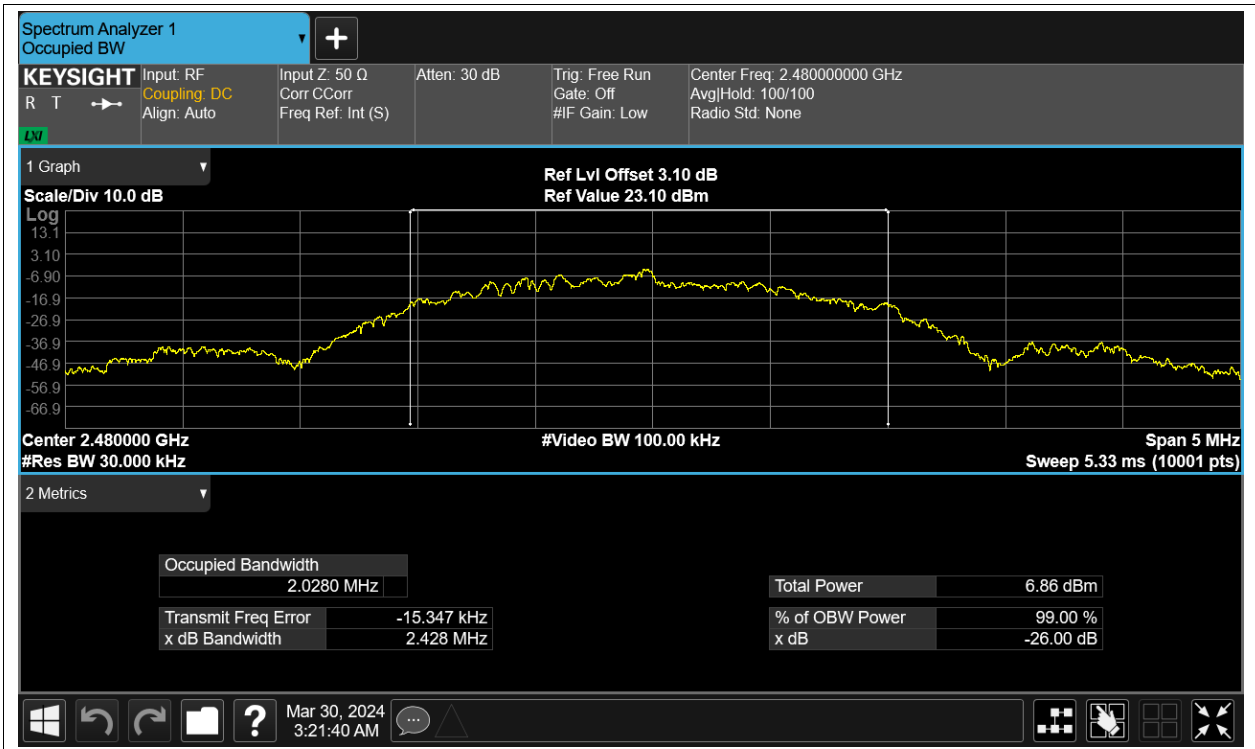 Spectrum Analyzer 1
Occupied BW
KEYSIGHT Input: RF Input Z: 50 Ω Atten: 30 dB Trig: Free Run Center Freq: 2.480000000 GHz
R T Coupling: DC Corr CCorr Gate: Off Avg|Hold: 100/100
Align: Auto Freq Ref: Int (S) #IF Gain: Low Radio Std: None
LXI
1 Graph
Ref Lvl Offset 3.10 dB
Scale/Div 10.0 dB Ref Value 23.10 dBm
Log
13.1
3.10
-6.90
-16.9
-26.9
-36.9
-46.9
-56.9
-66.9
Center 2.480000 GHz #Video BW 100.00 kHz Span 5 MHz
#Res BW 30.000 kHz Sweep 5.33 ms (10001 pts)
2 Metrics
Occupied Bandwidth
2.0280 MHz Total Power 6.86 dBm
Transmit Freq Error -15.347 kHz % of OBW Power 99.00 %
x dB Bandwidth 2.428 MHz x dB -26.00 dB
Mar 30, 2024
3:21:40 AM